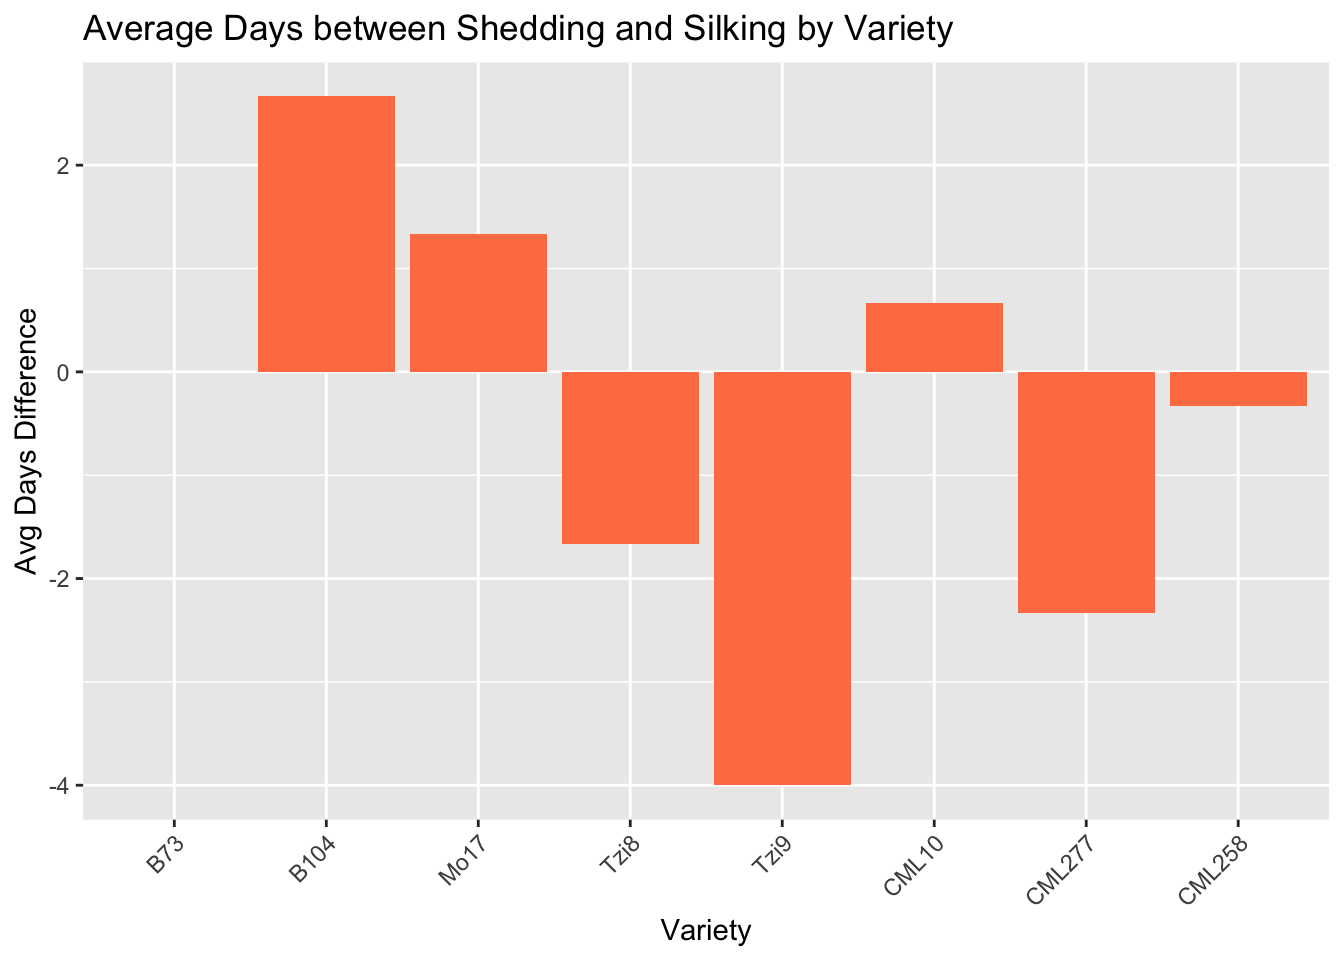 Average Days between Shedding and Silking by Variety
Avg Days Difference
2
0
-2
-4
B73
B104
Mo17
Tzi8
Tzi9
CML10
CML277
CML258
Variety